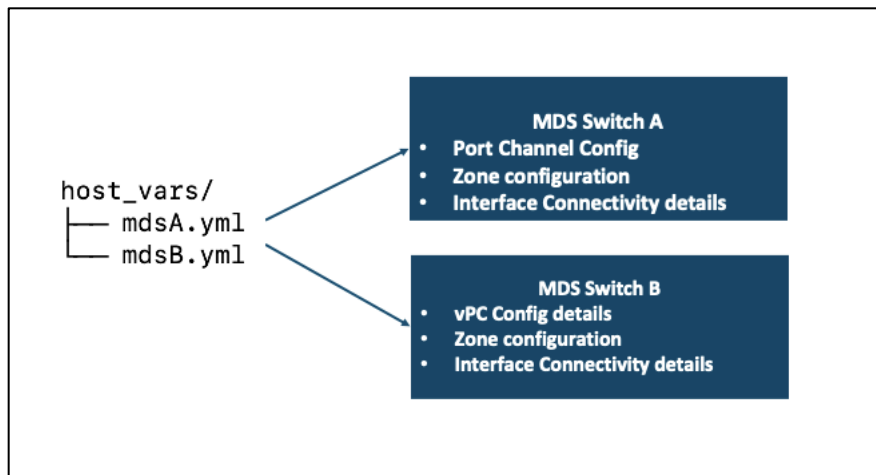 host_vars/
├── mdsA.yml
└── mdsB.yml
MDS Switch A
• Port Channel Config
• Zone configuration
• Interface Connectivity details
MDS Switch B
• vPC Config details
• Zone configuration
• Interface Connectivity details